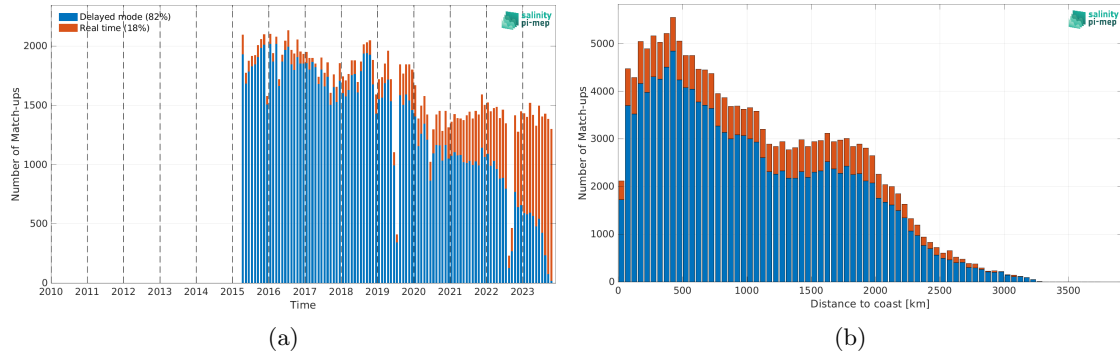 Delayed mode (82%)
Real time (18%)
salinity
pi-mep
Number of Match-ups
2000
1500
1000
500
0
2010 2011 2012 2013 2014 2015 2016 2017 2018 2019 2020 2021 2022 2023
Time
(a)
salinity
pi-mep
Number of Match-ups
5000
4000
3000
2000
1000
0
0 500 1000 1500 2000 2500 3000 3500
Distance to coast [km]
(b)